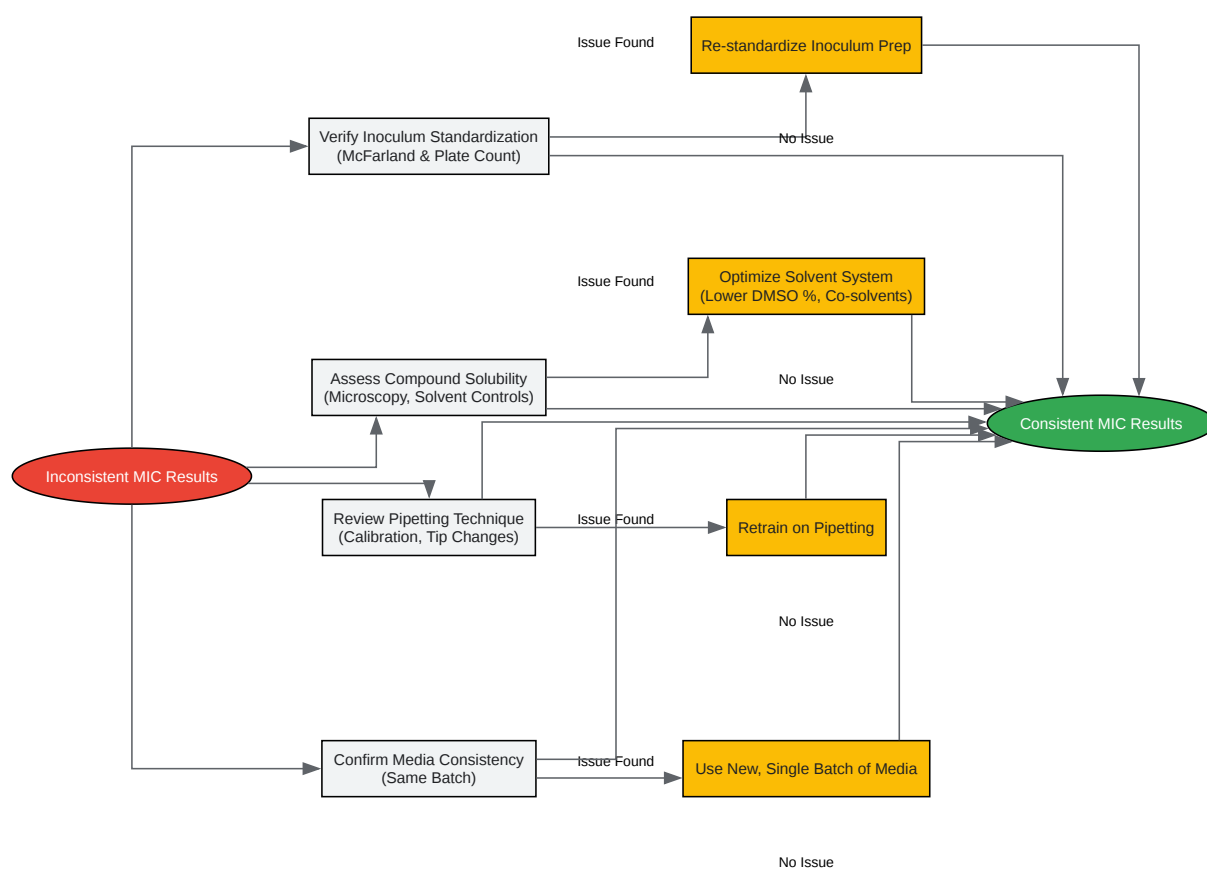 Issue Found
Re-standardize Inoculum Prep
Verify Inoculum Standardization
(McFarland & Plate Count)
No Issue
Issue Found
Optimize Solvent System
(Lower DMSO %, Co-solvents)
Assess Compound Solubility
(Microscopy, Solvent Controls)
No Issue
Consistent MIC Results
Inconsistent MIC Results
Review Pipetting Technique
(Calibration, Tip Changes)
Issue Found
Retrain on Pipetting
No Issue
Confirm Media Consistency
(Same Batch)
Issue Found
Use New, Single Batch of Media
No Issue